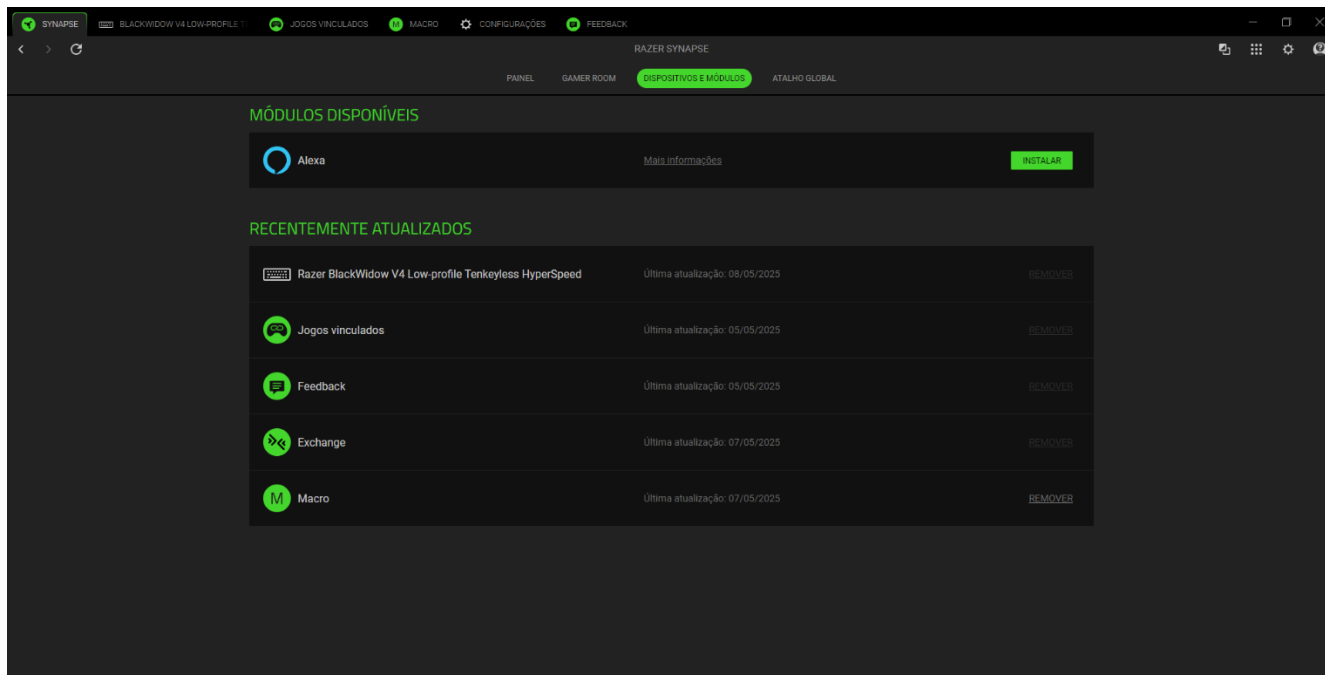 SYNAPSE BLACKWIDOW V4 LOW-PROFILE T JOGOS VINCULADOS M MACRO CONFIGURAÇÕES FEEDBACK
RAZER SYNAPSE
PAINEL GAMER ROOM DISPOSITIVOS E MÓDULOS ATALHO GLOBAL
MÓDULOS DISPONÍVEIS
Alexa Mais informações INSTALAR
RECENTEMENTE ATUALIZADOS
Razer BlackWidow V4 Low-profile Tenkeyless HyperSpeed Última atualização: 08/05/2025 REMOVER
Jogos vinculados Última atualização: 05/05/2025 REMOVER
Feedback Última atualização: 05/05/2025 REMOVER
Exchange Última atualização: 07/05/2025 REMOVER
M Macro Última atualização: 07/05/2025 REMOVER